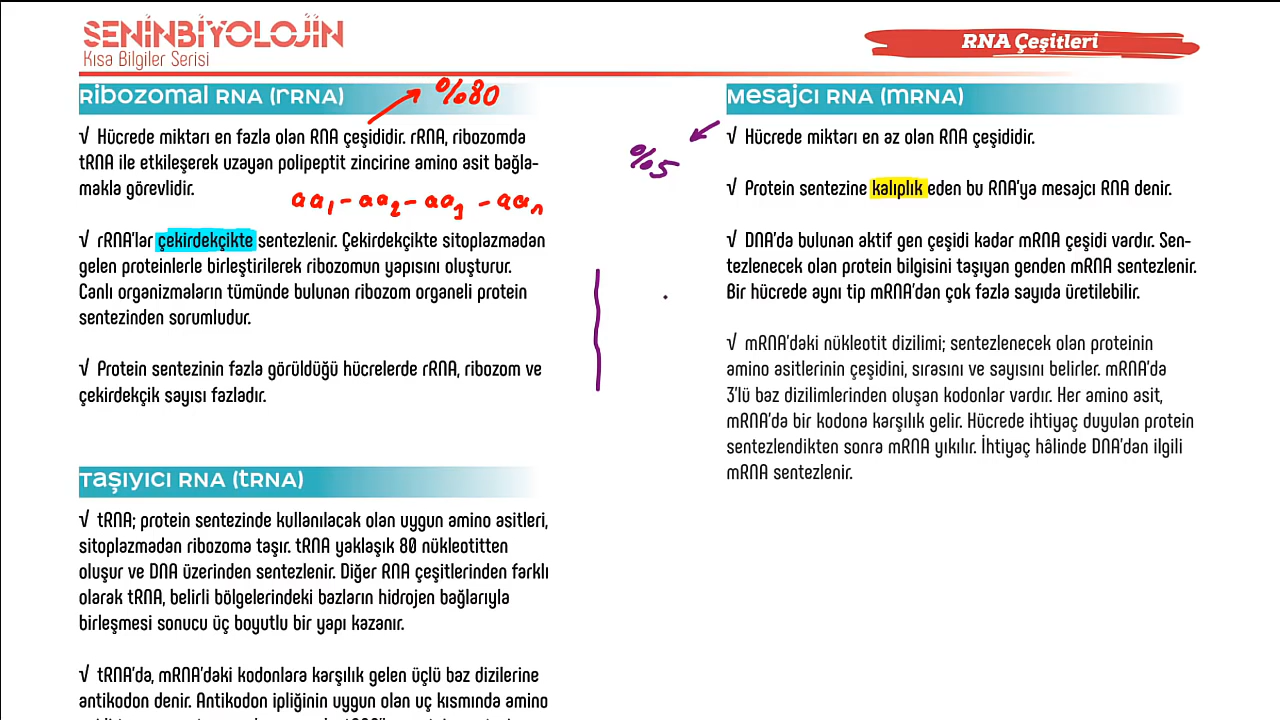 SENİNBİYOLOJİN
Kısa Bilgiler Serisi
RNA Çeşitleri
Ribozomal RNA (rRNA)
%80
√ Hücrede miktarı en fazla olan RNA çeşididir. rRNA, ribozomda
tRNA ile etkileşerek uzayan polipeptit zincirine amino asit bağla-
makla görevlidir.
aa1 - aa2 - aa3 - aan
√ rRNA'lar çekirdekçikte sentezlenir. Çekirdekçikte sitoplazmadan
gelen proteinlerle birleştirilerek ribozomun yapısını oluşturur.
Canlı organizmaların tümünde bulunan ribozom organeli protein
sentezinden sorumludur.
√ Protein sentezinin fazla görüldüğü hücrelerde rRNA, ribozom ve
çekirdekçik sayısı fazladır.
Taşıyıcı RNA (tRNA)
√ tRNA; protein sentezinde kullanılacak olan uygun amino asitleri,
sitoplazmadan ribozoma taşır. tRNA yaklaşık 80 nükleotitten
oluşur ve DNA üzerinden sentezlenir. Diğer RNA çeşitlerinden farklı
olarak tRNA, belirli bölgelerindeki bazların hidrojen bağlarıyla
birleşmesi sonucu üç boyutlu bir yapı kazanır.
√ tRNA'da, mRNA'daki kodonlara karşılık gelen üçlü baz dizilerine
antikodon denir. Antikodon ipliğinin uygun olan uç kısmında amino
Mesajcı RNA (mRNA)
√ Hücrede miktarı en az olan RNA çeşididir.
%5
√ Protein sentezine kalıplık eden bu RNA'ya mesajcı RNA denir.
√ DNA'da bulunan aktif gen çeşidi kadar mRNA çeşidi vardır. Sen-
tezlenecek olan protein bilgisini taşıyan genden mRNA sentezlenir.
Bir hücrede aynı tip mRNA'dan çok fazla sayıda üretilebilir.
√ mRNA'daki nükleotit dizilimi; sentezlenecek olan proteinin
amino asitlerinin çeşidini, sırasını ve sayısını belirler. mRNA'da
3'lü baz dizilimlerinden oluşan kodonlar vardır. Her amino asit,
mRNA'da bir kodona karşılık gelir. Hücrede ihtiyaç duyulan protein
sentezlendikten sonra mRNA yıkılır. İhtiyaç hâlinde DNA'dan ilgili
mRNA sentezlenir.